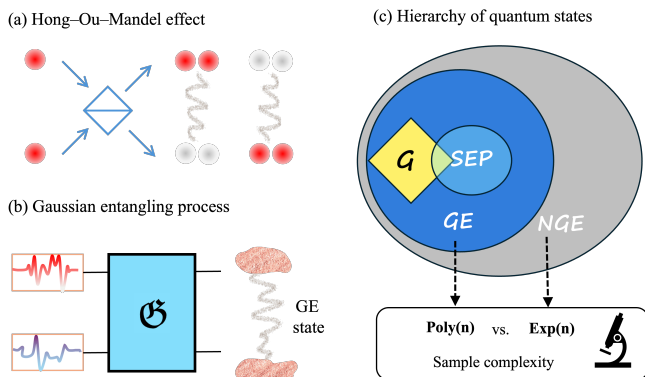 (a) Hong–Ou–Mandel effect
(b) Gaussian entangling process
𝔊
GE
state
(c) Hierarchy of quantum states
G
SEP
GE
NGE
Poly(n) vs. Exp(n)
Sample complexity